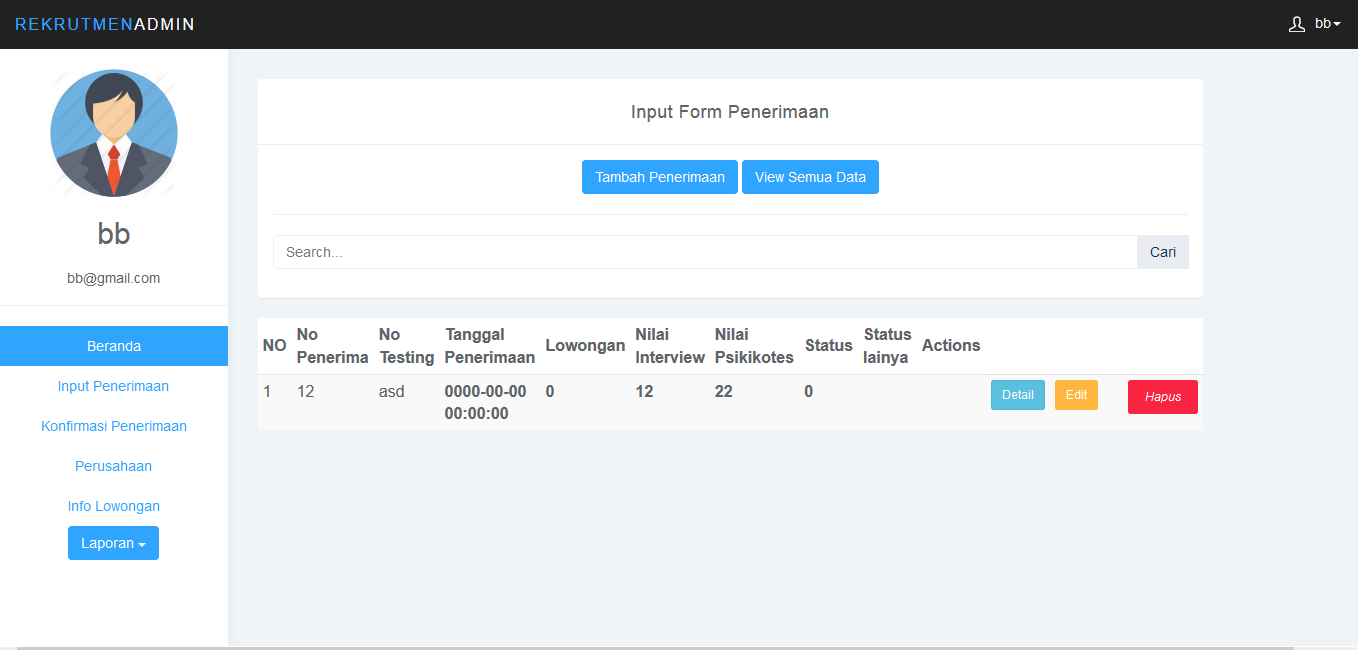 REKRUTMENADMIN
bb
bb
bb@gmail.com
Beranda
Input Penerimaan
Konfirmasi Penerimaan
Perusahaan
Info Lowongan
Laporan
Input Form Penerimaan
Tambah Penerimaan View Semua Data
Search... Cari
NO No Penerima No Testing Tanggal Penerimaan Lowongan Nilai Interview Nilai Psikikotes Status Status lainya Actions
1 12 asd 0000-00-00 00:00:00 0 12 22 0 Detail Edit Hapus